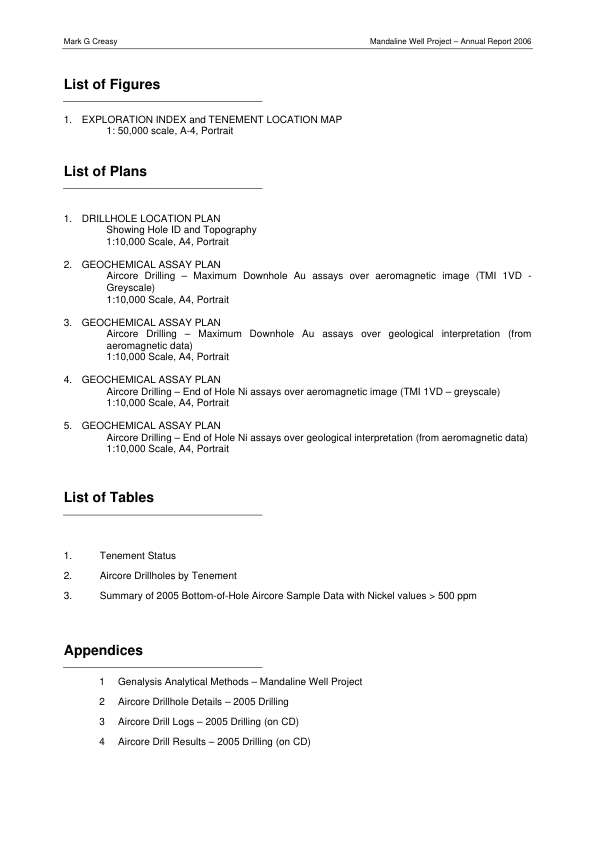 Mark G Creasy Mandaline Well Project – Annual Report 2006
List of Figures
1. EXPLORATION INDEX and TENEMENT LOCATION MAP
1: 50,000 scale, A-4, Portrait
List of Plans
1. DRILLHOLE LOCATION PLAN
Showing Hole ID and Topography
1:10,000 Scale, A4, Portrait
2. GEOCHEMICAL ASSAY PLAN
Aircore Drilling – Maximum Downhole Au assays over aeromagnetic image (TMI 1VD -
Greyscale)
1:10,000 Scale, A4, Portrait
3. GEOCHEMICAL ASSAY PLAN
Aircore Drilling – Maximum Downhole Au assays over geological interpretation (from
aeromagnetic data)
1:10,000 Scale, A4, Portrait
4. GEOCHEMICAL ASSAY PLAN
Aircore Drilling – End of Hole Ni assays over aeromagnetic image (TMI 1VD – greyscale)
1:10,000 Scale, A4, Portrait
5. GEOCHEMICAL ASSAY PLAN
Aircore Drilling – End of Hole Ni assays over geological interpretation (from aeromagnetic data)
1:10,000 Scale, A4, Portrait
List of Tables
1. Tenement Status
2. Aircore Drillholes by Tenement
3. Summary of 2005 Bottom-of-Hole Aircore Sample Data with Nickel values > 500 ppm
Appendices
1 Genalysis Analytical Methods – Mandaline Well Project
2 Aircore Drillhole Details – 2005 Drilling
3 Aircore Drill Logs – 2005 Drilling (on CD)
4 Aircore Drill Results – 2005 Drilling (on CD)